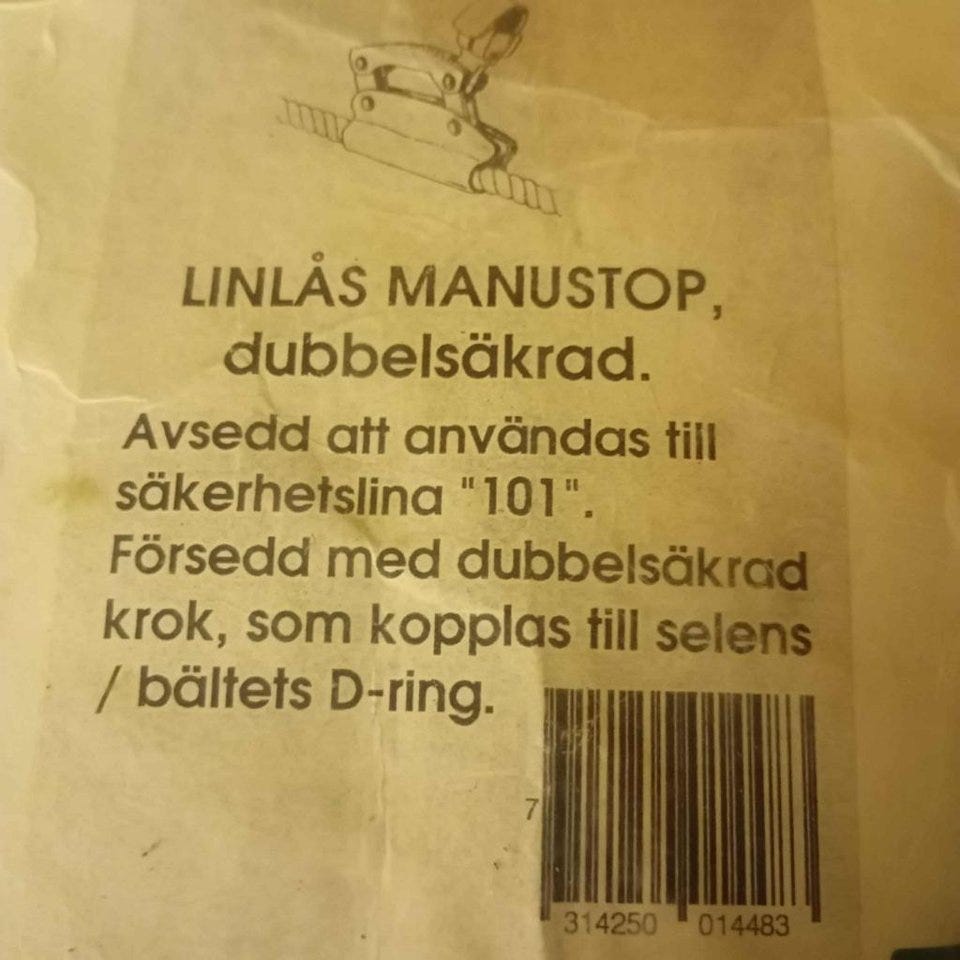 LINLÅS MANUSTOP,
dubbelsäkrad.
Avsedd att användas till
säkerhetslina "101".
Försedd med dubbelsäkrad
krok, som kopplas till selens
/ bältets D-ring.
7 314250 014483